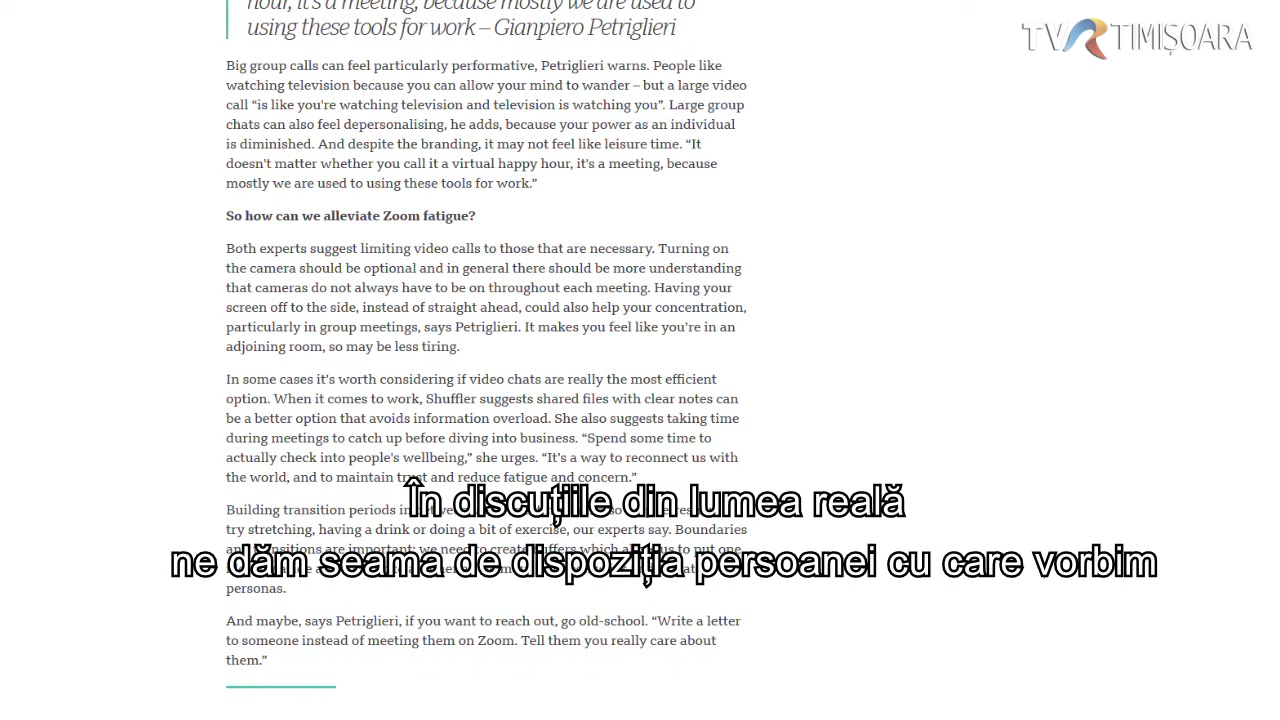 hour, it's a meeting, because mostly we are used to
using these tools for work – Gianpiero Petriglieri
TVR TIMIȘOARA
Big group calls can feel particularly performative, Petriglieri warns. People like
watching television because you can allow your mind to wander – but a large video
call “is like you're watching television and television is watching you”. Large group
chats can also feel depersonalising, he adds, because your power as an individual
is diminished. And despite the branding, it may not feel like leisure time. “It
doesn't matter whether you call it a virtual happy hour, it's a meeting, because
mostly we are used to using these tools for work.”
So how can we alleviate Zoom fatigue?
Both experts suggest limiting video calls to those that are necessary. Turning on
the camera should be optional and in general there should be more understanding
that cameras do not always have to be on throughout each meeting. Having your
screen off to the side, instead of straight ahead, could also help your concentration,
particularly in group meetings, says Petriglieri. It makes you feel like you're in an
adjoining room, so may be less tiring.
In some cases it's worth considering if video chats are really the most efficient
option. When it comes to work, Shuffler suggests shared files with clear notes can
be a better option that avoids information overload. She also suggests taking time
during meetings to catch up before diving into business. “Spend some time to
actually check into people's wellbeing,” she urges. “It's a way to reconnect us with
the world, and to maintain trust and reduce fatigue and concern.”
Building transition periods in
try stretching, having a drink or doing a bit of exercise, our experts say. Boundaries
transitions are important; we need to create buffers which to put one
personas.
And maybe, says Petriglieri, if you want to reach out, go old-school. “Write a letter
to someone instead of meeting them on Zoom. Tell them you really care about
them.”
În discuțiile din lumea reală
ne dăm seama de dispoziția persoanei cu care vorbim